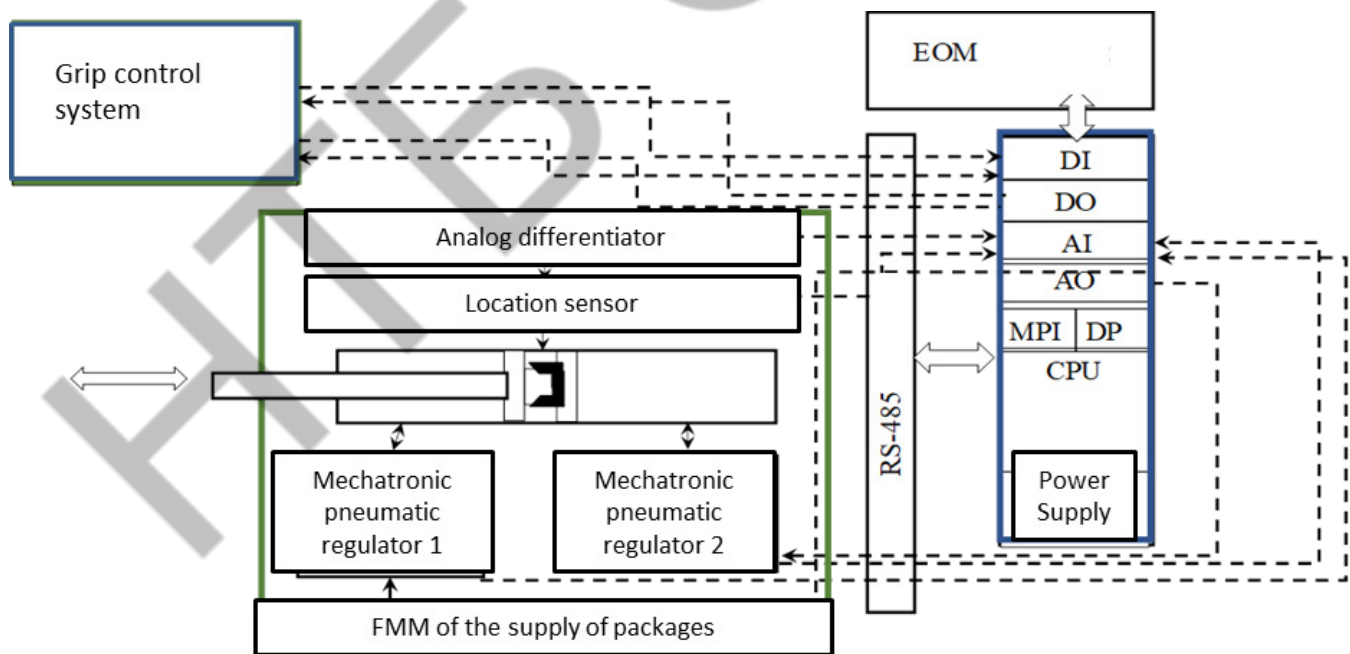 Grip control
system
EOM
DI
DO
AI
AO
MPI DP
CPU
Power
Supply
RS-485
Analog differentiator
Location sensor
Mechatronic
pneumatic
regulator 1
Mechatronic
pneumatic
regulator 2
FMM of the supply of packages
НТБ